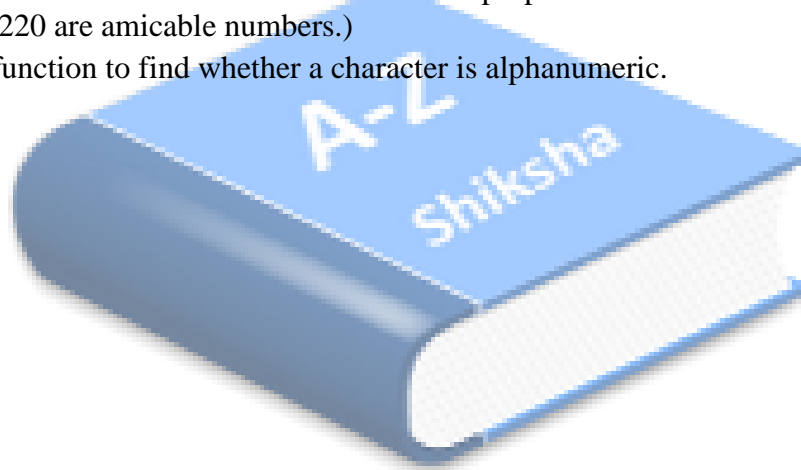 220 are amicable numbers.)
function to find whether a character is alphanumeric.
A-Z
Shiksha